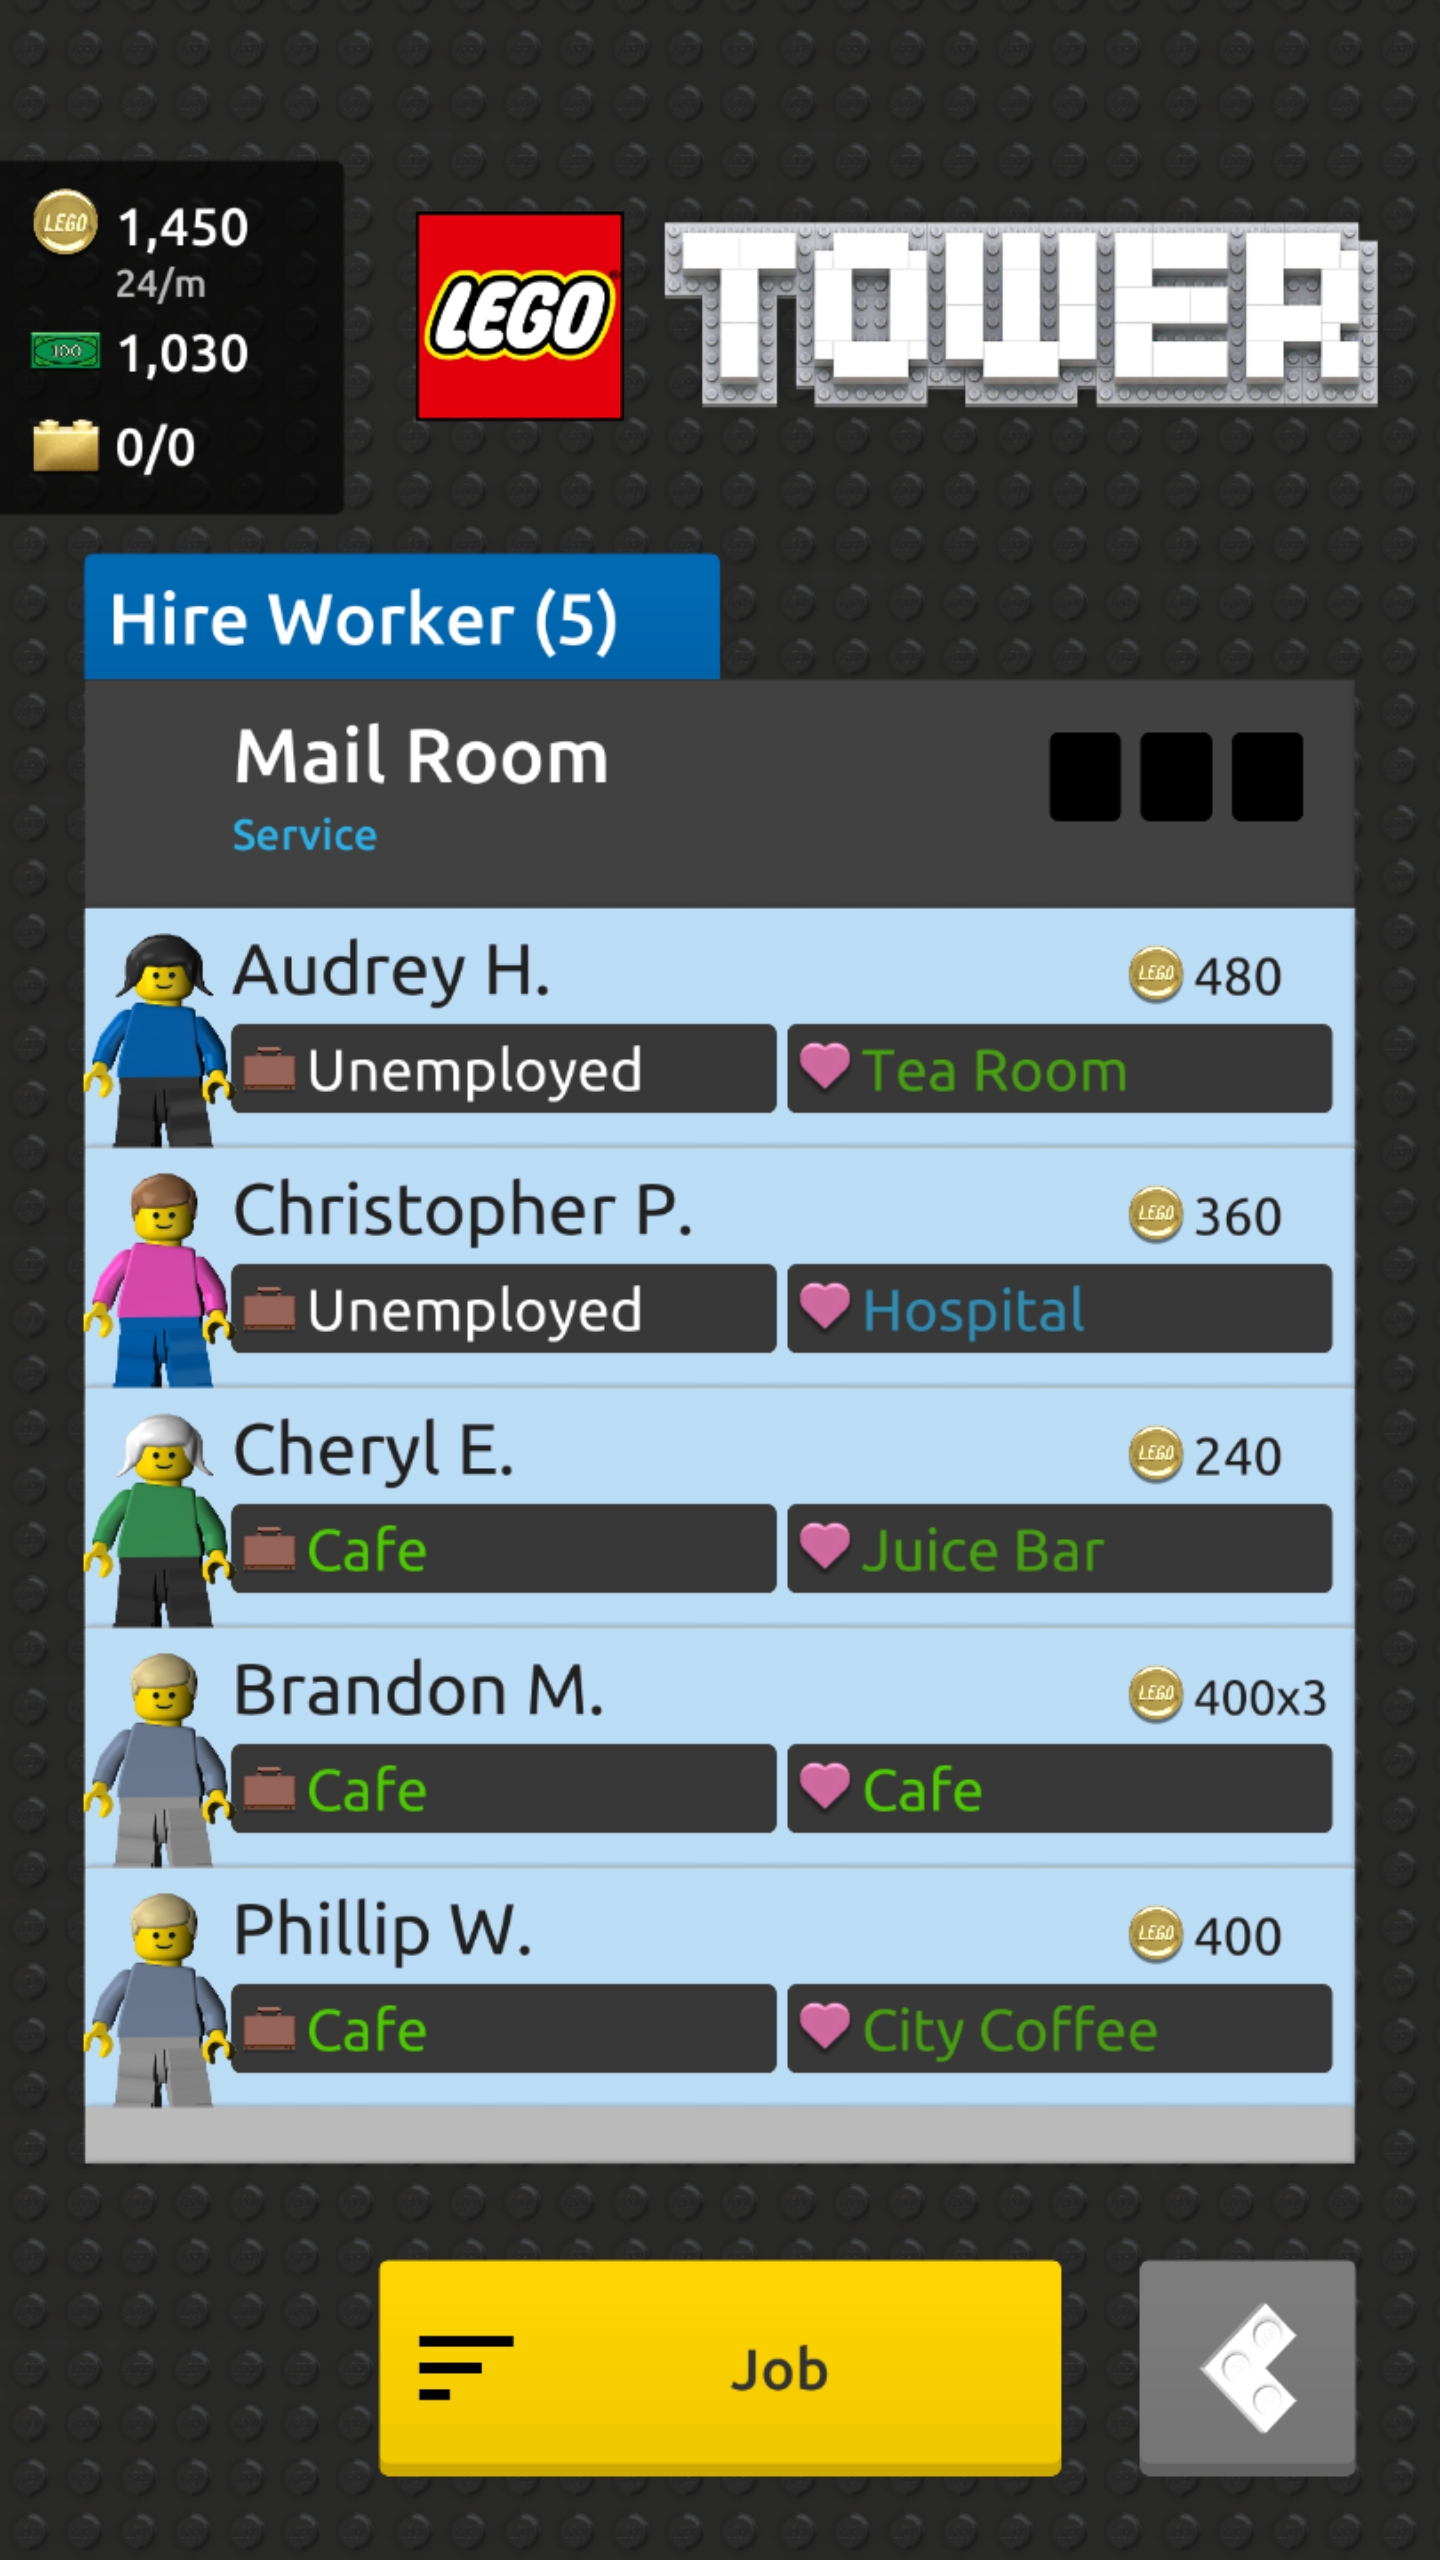 1,450
24/m
1,030
0/0
LEGO TOWER
Hire Worker (5)
Mail Room
Service
Audrey H. 480
Unemployed Tea Room
Christopher P. 360
Unemployed Hospital
Cheryl E. 240
Cafe Juice Bar
Brandon M. 400x3
Cafe Cafe
Phillip W. 400
Cafe City Coffee
Job